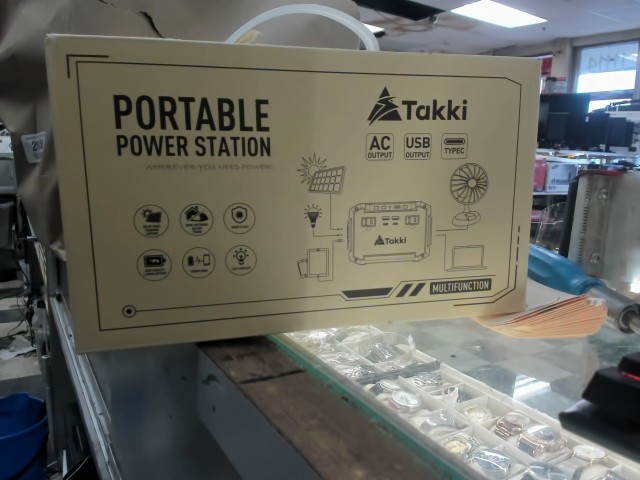 PORTABLE
POWER STATION
WHEREVER YOU NEED POWER!
Takki
AC
OUTPUT
USB
OUTPUT
TYPEC
Takki
MULTIFUNCTION